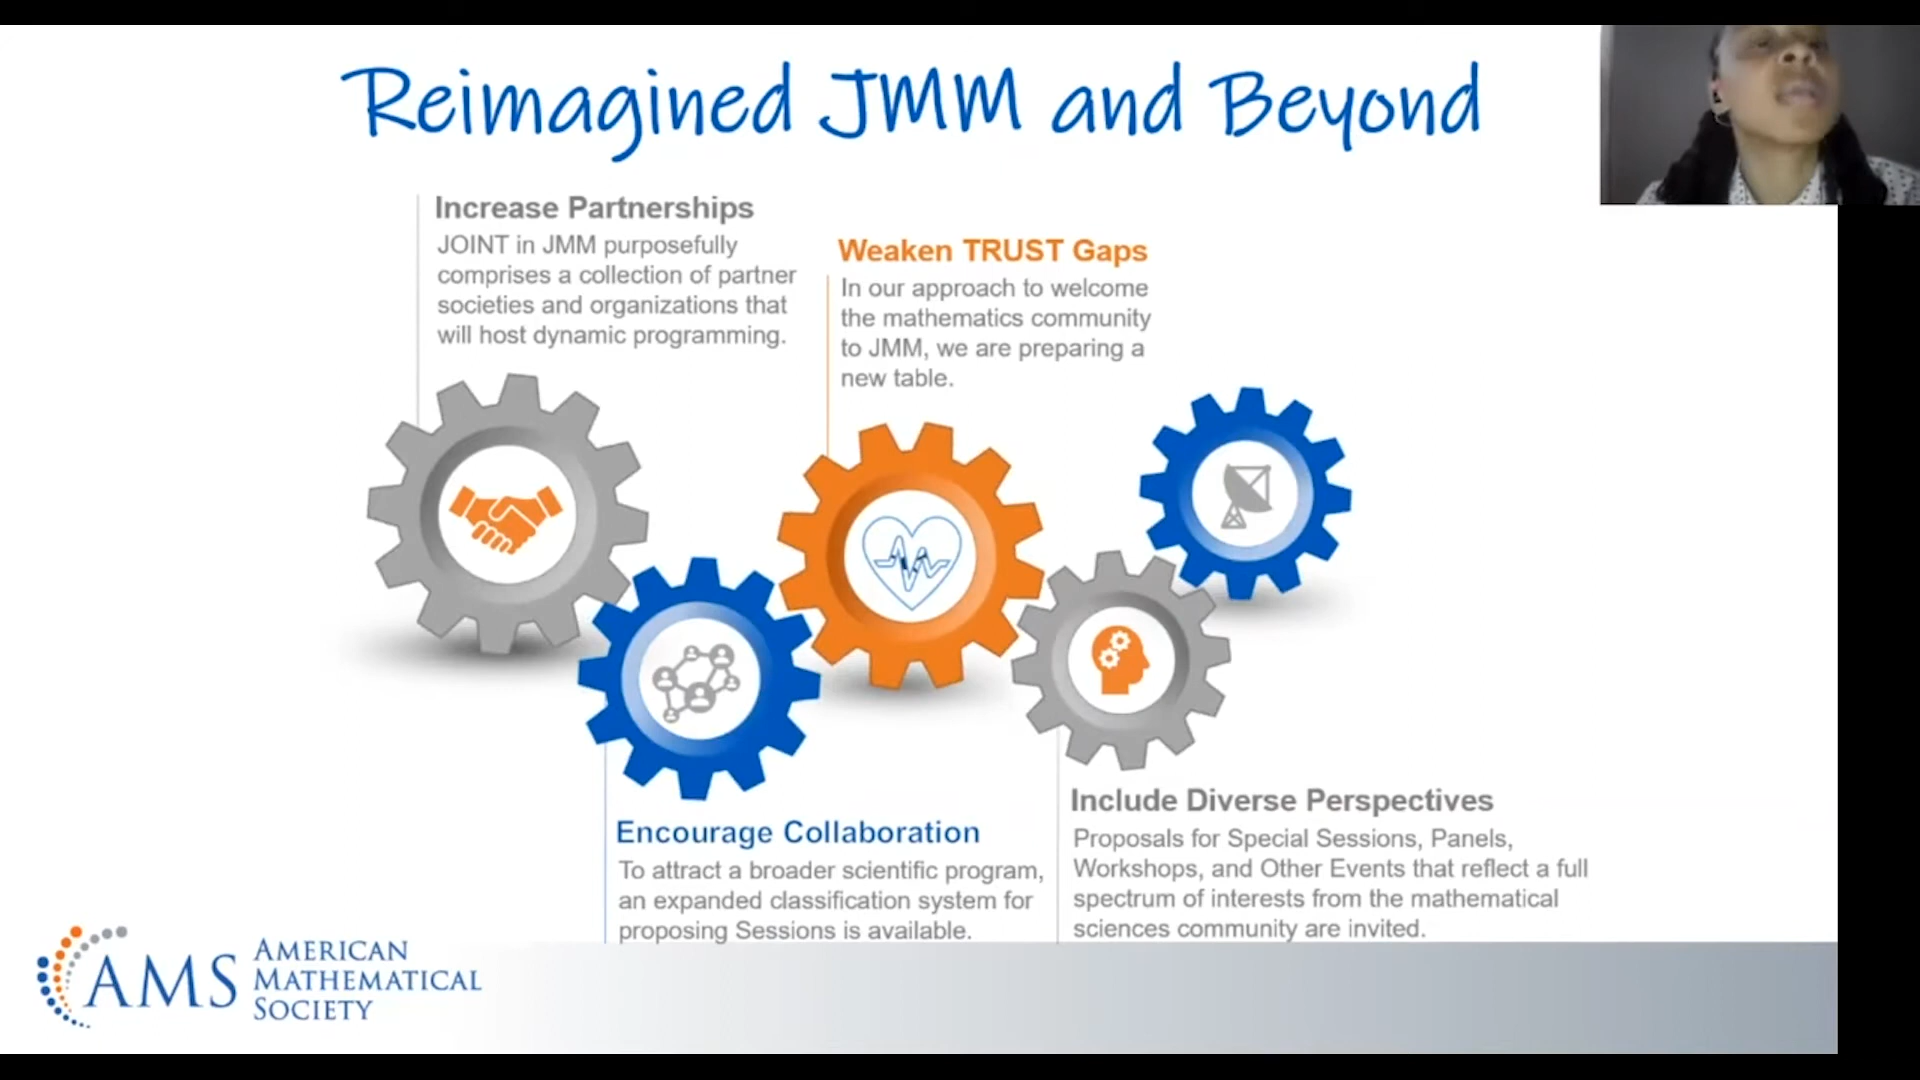 Reimagined JMM and Beyond
Increase Partnerships
JOINT in JMM purposefully
comprises a collection of partner
societies and organizations that
will host dynamic programming.
Weaken TRUST Gaps
In our approach to welcome
the mathematics community
to JMM, we are preparing a
new table.
Encourage Collaboration
To attract a broader scientific program,
an expanded classification system for
proposing Sessions is available.
Include Diverse Perspectives
Proposals for Special Sessions, Panels,
Workshops, and Other Events that reflect a full
spectrum of interests from the mathematical
sciences community are invited.
AMS
AMERICAN
MATHEMATICAL
SOCIETY